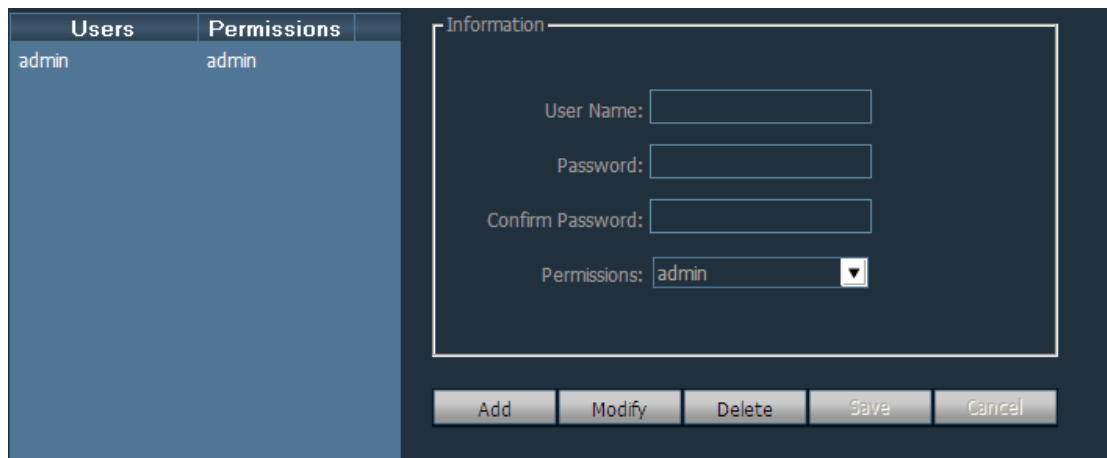 Users Permissions
admin admin
Information
User Name:
Password:
Confirm Password:
Permissions: admin
Add Modify Delete Save Cancel